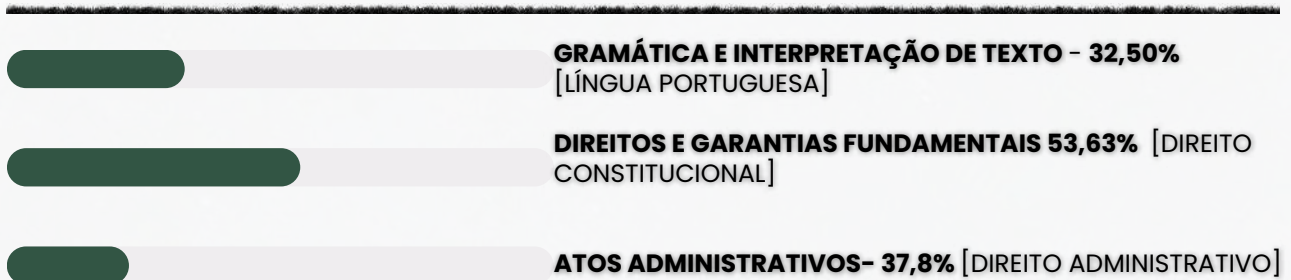 GRAMÁTICA E INTERPRETAÇÃO DE TEXTO - 32,50%
[LÍNGUA PORTUGUESA]
DIREITOS E GARANTIAS FUNDAMENTAIS 53,63% [DIREITO
CONSTITUCIONAL]
ATOS ADMINISTRATIVOS- 37,8% [DIREITO ADMINISTRATIVO]